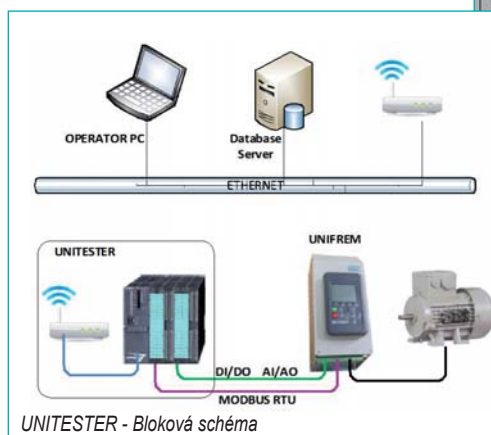 OPERATOR PC
Database
Server
ETHERNET
UNITESTER
UNIFREM
DI/DO AI/AO
MODBUS RTU
UNITESTER - Bloková schéma